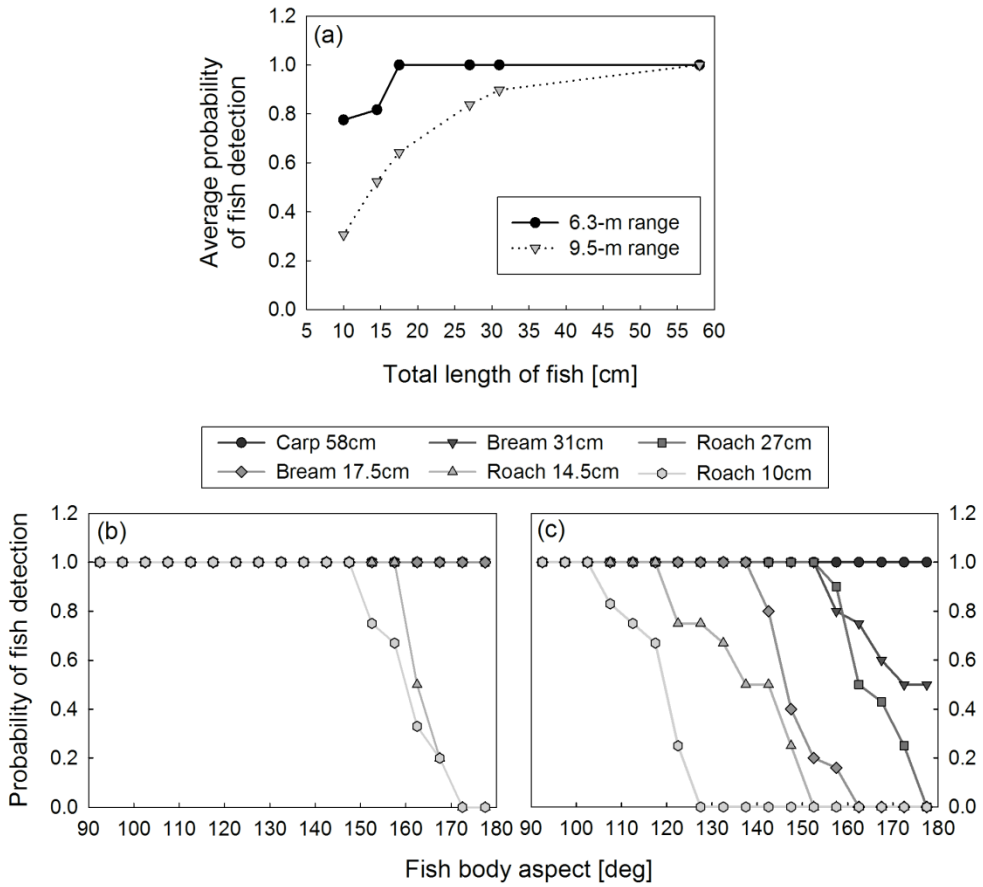 (a)
1.2
1.0
0.8
0.6
0.4
0.2
0.0
Average probability
of fish detection
6.3-m range
9.5-m range
5 10 15 20 25 30 35 40 45 50 55 60
Total length of fish [cm]
Carp 58cm Bream 31cm Roach 27cm
Bream 17.5cm Roach 14.5cm Roach 10cm
(b)
(c)
1.2 1.2
1.0 1.0
0.8 0.8
0.6 0.6
0.4 0.4
0.2 0.2
0.0 0.0
Probability of fish detection
90 100 110 120 130 140 150 160 170 180 90 100 110 120 130 140 150 160 170 180
Fish body aspect [deg]